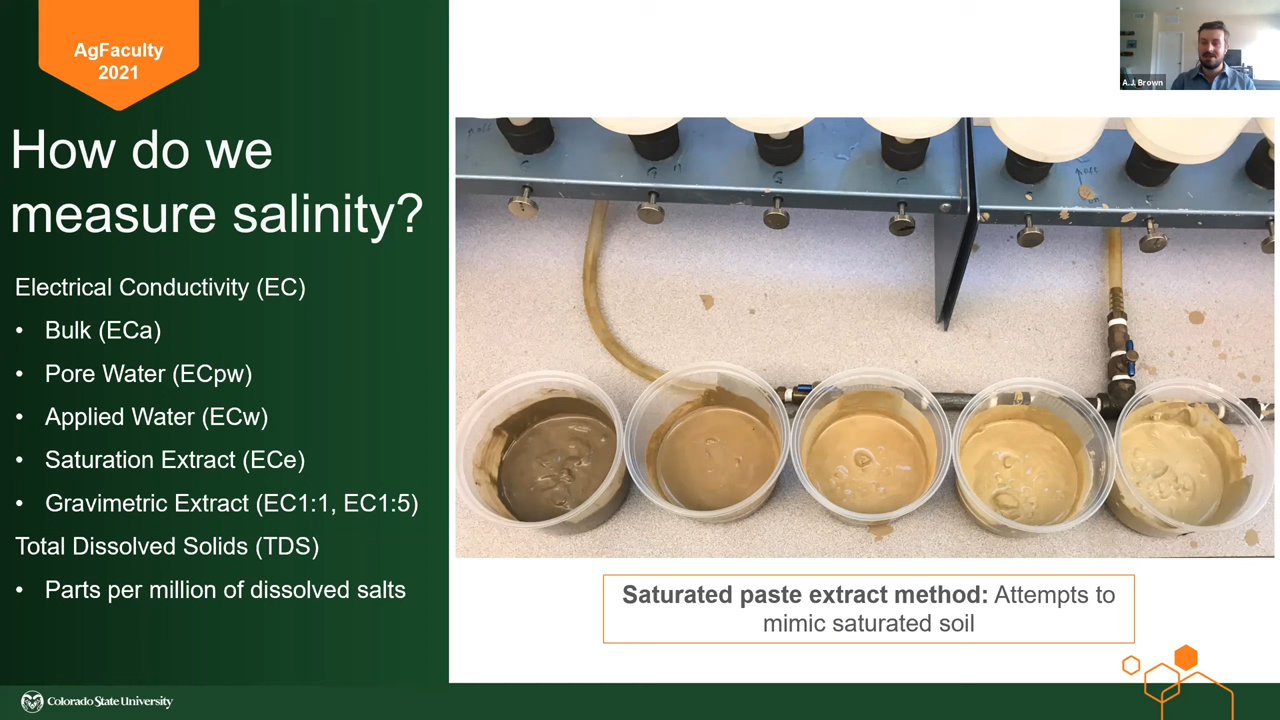 AgFaculty
2021
How do we
measure salinity?
Electrical Conductivity (EC)
• Bulk (ECa)
• Pore Water (ECpw)
• Applied Water (ECw)
• Saturation Extract (ECe)
• Gravimetric Extract (EC1:1, EC1:5)
Total Dissolved Solids (TDS)
• Parts per million of dissolved salts
A.J. Brown
Saturated paste extract method: Attempts to
mimic saturated soil
Colorado State University